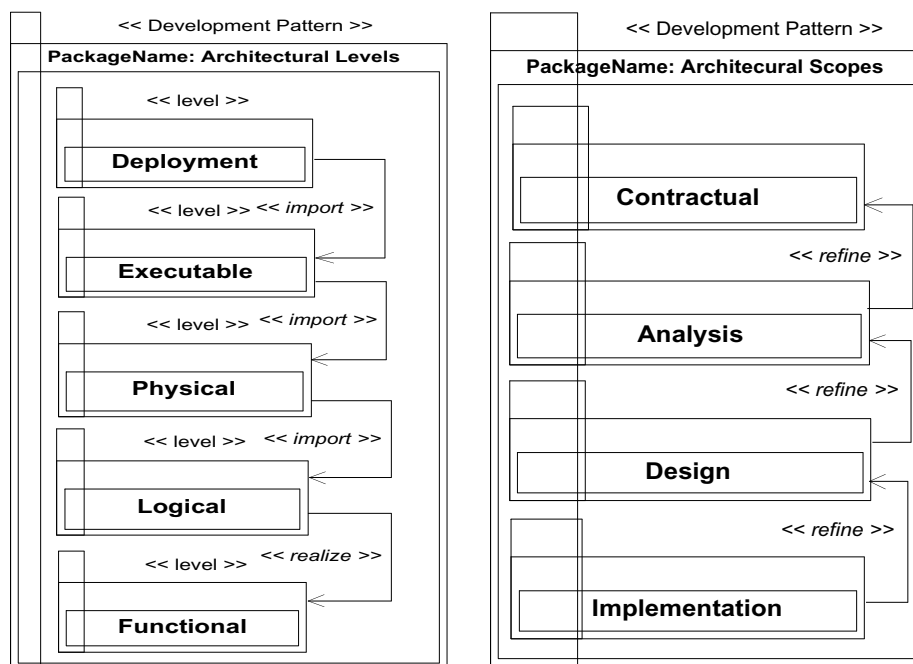 << Development Pattern >>
PackageName: Architectural Levels
<< level >>
Deployment
<< level >>
<< import >>
Executable
<< level >>
<< import >>
Physical
<< level >>
<< import >>
Logical
<< level >>
<< realize >>
Functional
<< Development Pattern >>
PackageName: Architecural Scopes
Contractual
<< refine >>
Analysis
<< refine >>
Design
<< refine >>
Implementation